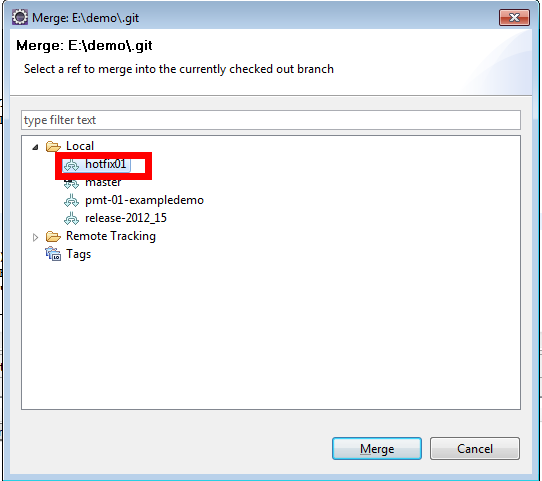 Merge: E:\demo\.git
Merge: E:\demo\.git
Select a ref to merge into the currently checked out branch
type filter text
Local
hotfix01
master
pmt-01-exampledemo
release-2012_15
Remote Tracking
Tags
Merge
Cancel